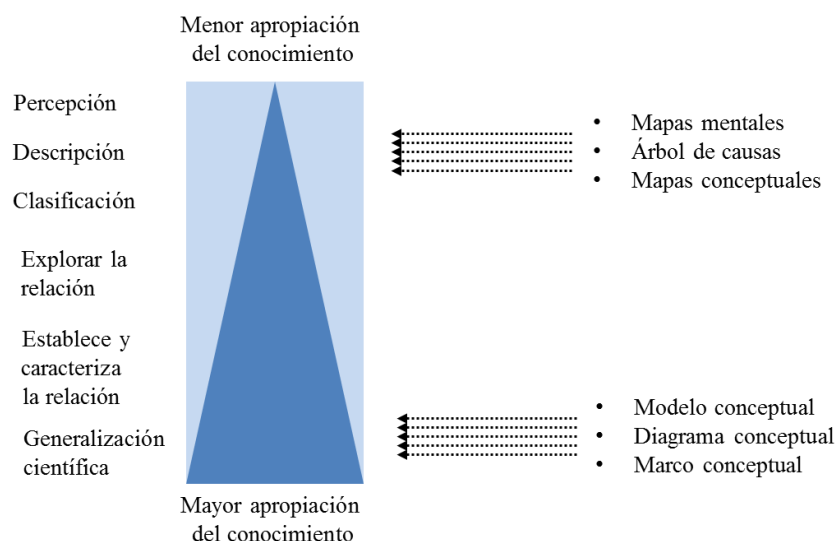 Menor apropiación
del conocimiento
Percepción
Descripción
Clasificación
Explorar la
relación
Establece y
caracteriza
la relación
Generalización
científica
• Mapas mentales
• Árbol de causas
• Mapas conceptuales
• Modelo conceptual
• Diagrama conceptual
• Marco conceptual
Mayor apropiación
del conocimiento